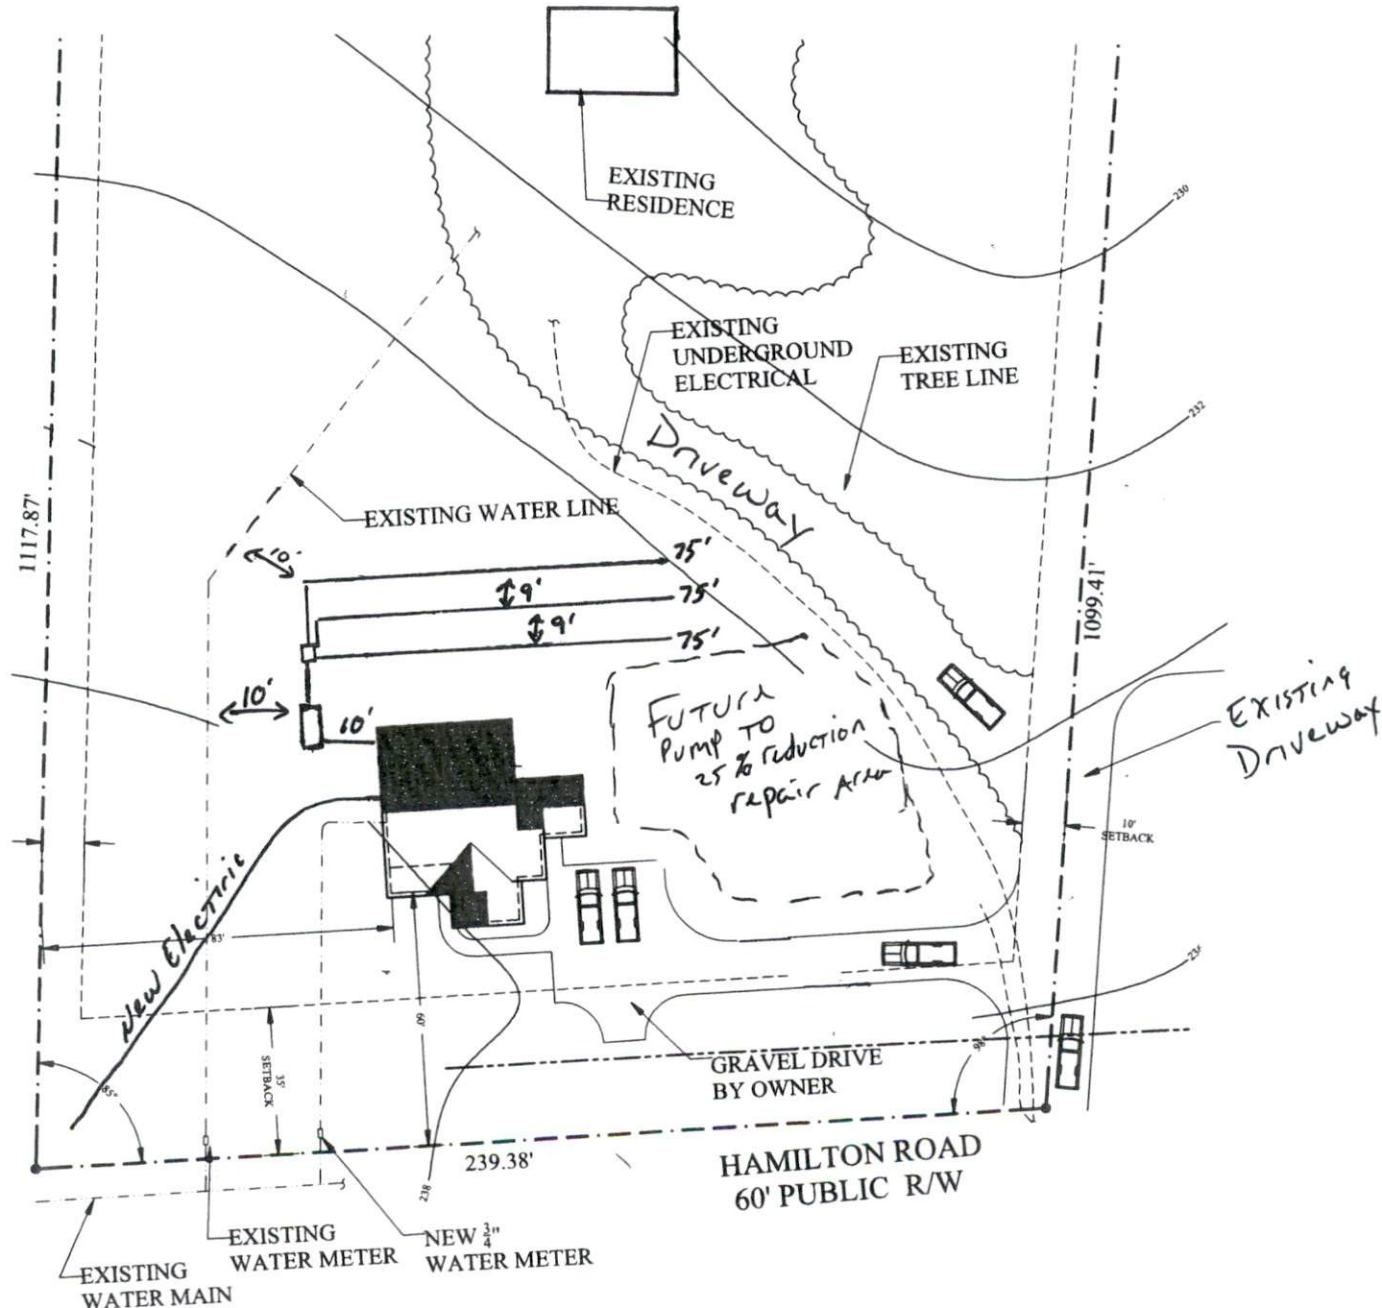 EXISTING
RESIDENCE
230
EXISTING
UNDERGROUND
ELECTRICAL
EXISTING
TREE LINE
232
Driveway
1117.87'
EXISTING WATER LINE
10'
75'
9'
75'
9'
75'
1099.41'
10'
10'
Future
Pump To
25% reduction
repair Area
Existing
Driveway
10'
SETBACK
New Electric
83'
60'
35'
SETBACK
85°
GRAVEL DRIVE
BY OWNER
239.38'
238
HAMILTON ROAD
60' PUBLIC R/W
EXISTING
WATER MAIN
EXISTING
WATER METER
NEW 3/4"
WATER METER